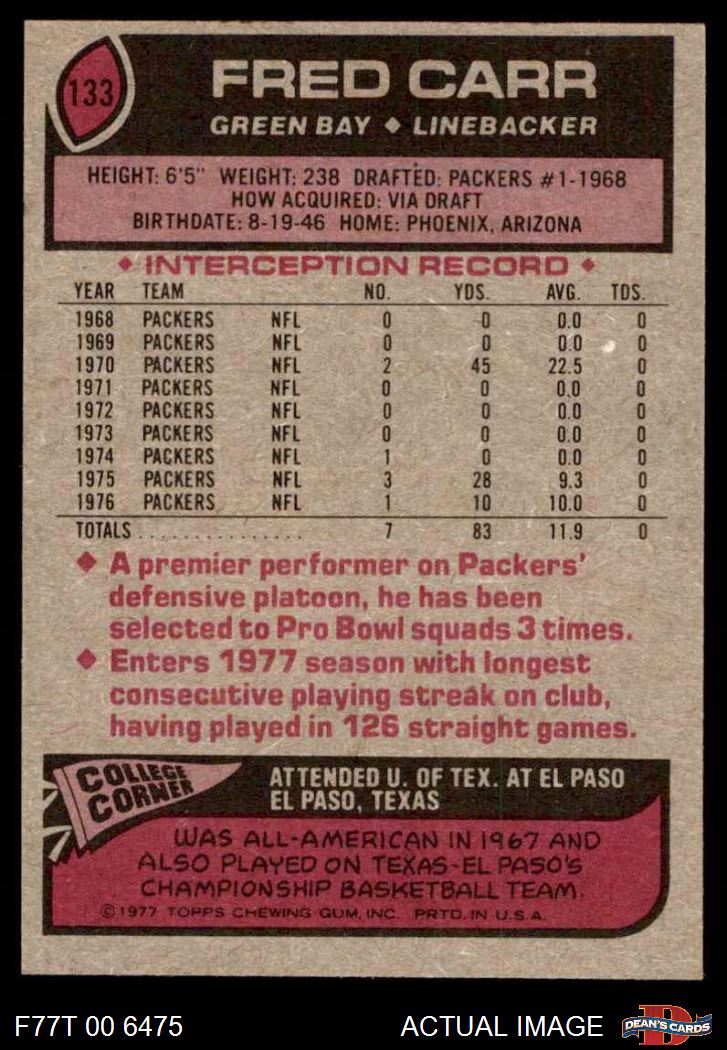 133
FRED CARR
GREEN BAY ◆ LINEBACKER
HEIGHT: 6'5" WEIGHT: 238 DRAFTED: PACKERS #1-1968
HOW ACQUIRED: VIA DRAFT
BIRTHDATE: 8-19-46 HOME: PHOENIX, ARIZONA
◆ INTERCEPTION RECORD ◆
YEAR TEAM NO. YDS. AVG. TDS.
1968 PACKERS NFL 0 0 0.0 0
1969 PACKERS NFL 0 0 0.0 0
1970 PACKERS NFL 2 45 22.5 0
1971 PACKERS NFL 0 0 0.0 0
1972 PACKERS NFL 0 0 0.0 0
1973 PACKERS NFL 0 0 0.0 0
1974 PACKERS NFL 1 0 0.0 0
1975 PACKERS NFL 3 28 9.3 0
1976 PACKERS NFL 1 10 10.0 0
TOTALS . . . . . . . . . . . . . . . 7 83 11.9 0
◆ A premier performer on Packers'
defensive platoon, he has been
selected to Pro Bowl squads 3 times.
◆ Enters 1977 season with longest
consecutive playing streak on club,
having played in 126 straight games.
COLLEGE
CORNER
ATTENDED U. OF TEX. AT EL PASO
EL PASO, TEXAS
WAS ALL-AMERICAN IN 1967 AND
ALSO PLAYED ON TEXAS-EL PASO'S
CHAMPIONSHIP BASKETBALL TEAM.
©1977 TOPPS CHEWING GUM, INC. PRTD. IN U.S.A.
F77T 00 6475
ACTUAL IMAGE
D
DEAN'S CARDS